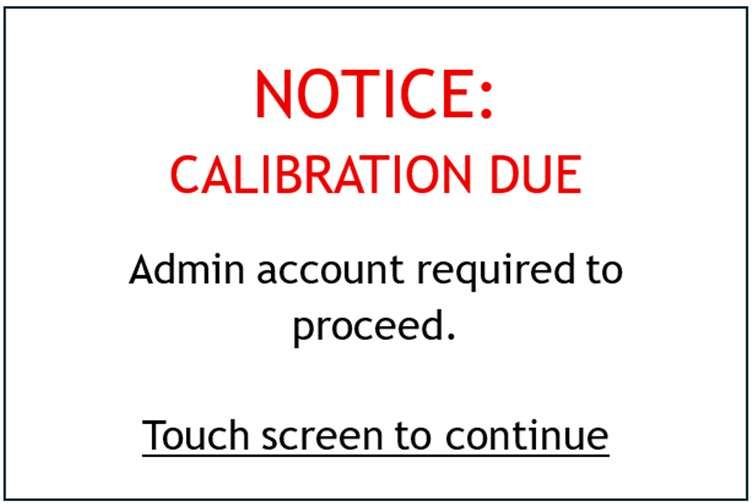 NOTICE:
CALIBRATION DUE
Admin account required to
proceed.
Touch screen to continue